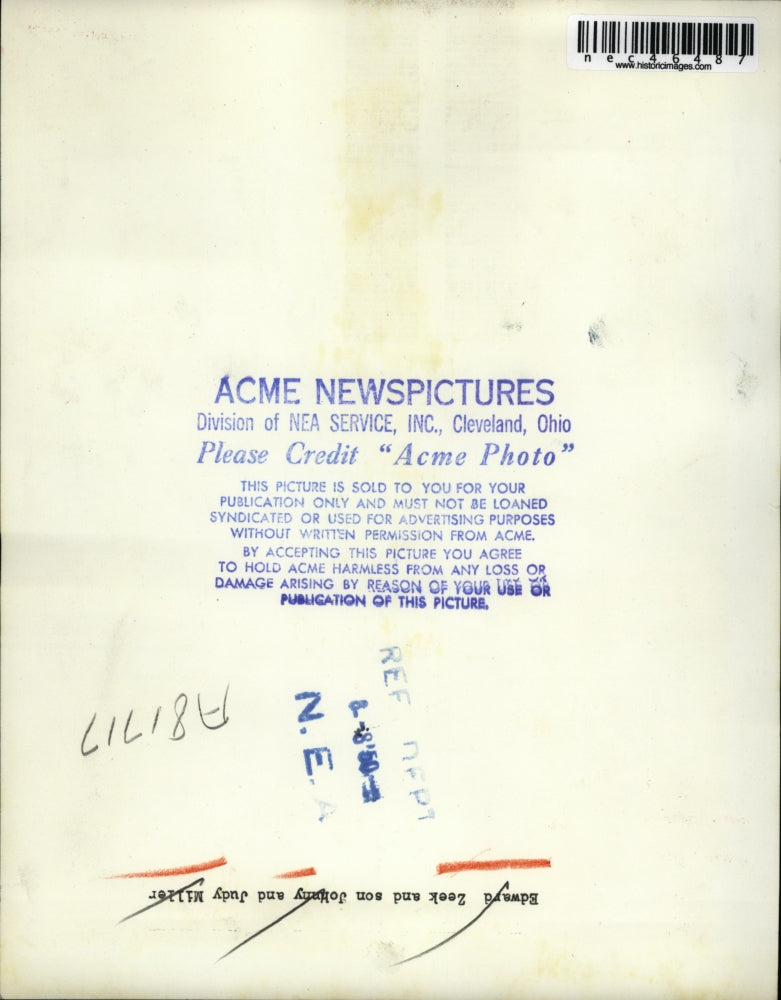 nec46487
www.historicimages.com
ACME NEWSPICTURES
Division of NEA SERVICE, INC., Cleveland, Ohio
Please Credit "Acme Photo"
THIS PICTURE IS SOLD TO YOU FOR YOUR
PUBLICATION ONLY AND MUST NOT BE LOANED
SYNDICATED OR USED FOR ADVERTISING PURPOSES
WITHOUT WRITTEN PERMISSION FROM ACME.
BY ACCEPTING THIS PICTURE YOU AGREE
TO HOLD ACME HARMLESS FROM ANY LOSS OR
DAMAGE ARISING BY REASON OF YOUR USE OR
PUBLICATION OF THIS PICTURE.
REF DEPT
N.E.A
A81717
Edward Zeek and son Johnny and Judy Miller